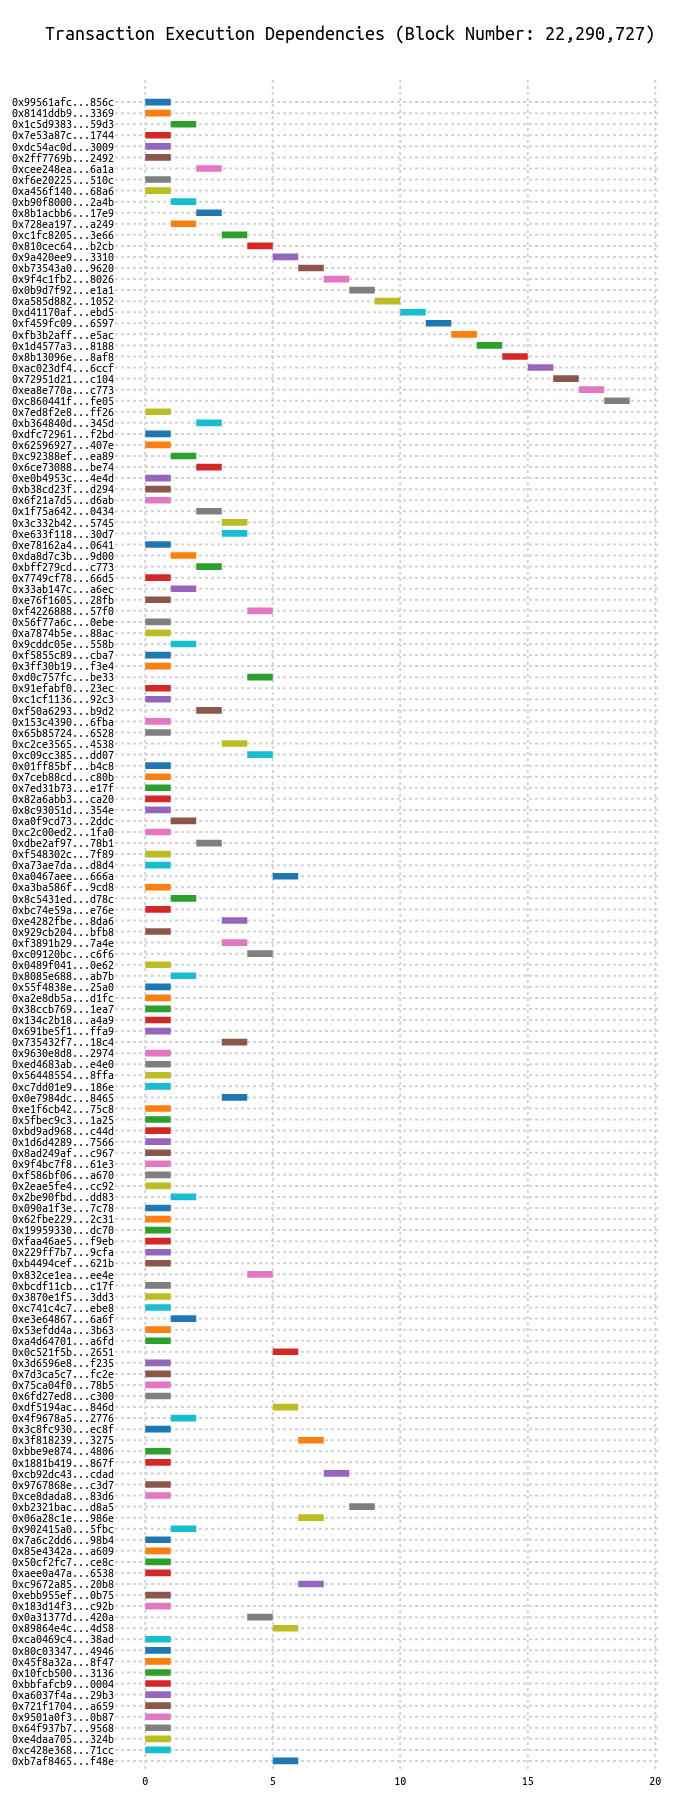 Transaction Execution Dependencies (Block Number: 22,290,727)
0x99561afc...856c
0x8141ddb9...3369
0x1c5d9383...59d3
0x7e53a87c...1744
0xdc54ac0d...3009
0x2ff7769b...2492
0xcee248ea...6a1a
0xf6e20225...510c
0xa456f140...68a6
0xb90f8000...2a4b
0x8b1acbb6...17e9
0x728ea197...a249
0xc1fc8205...3e66
0x810cec64...b2cb
0x9a420ee9...3310
0xb73543a0...9620
0x9f4c1fb2...8026
0x0b9d7f92...e1a1
0xa585d882...1052
0xd41170af...ebd5
0xf459fc09...6597
0xfb3b2aff...e5ac
0x1d4577a3...8188
0x8b13096e...8af8
0xac023df4...6ccf
0x72951d21...c104
0xea8e770a...c773
0xc860441f...fe05
0x7ed8f2e8...ff26
0xb364840d...345d
0xdfc72961...f2bd
0x62596927...407e
0xc92388ef...ea89
0x6ce73088...be74
0xe0b4953c...4e4d
0xb38cd23f...d294
0x6f21a7d5...d6ab
0x1f75a642...0434
0x3c332b42...5745
0xe633f118...30d7
0xe78162a4...0641
0xda8d7c3b...9d00
0xbff279cd...c773
0x7749cf78...66d5
0x33ab147c...a6ec
0xe76f1605...28fb
0xf4226888...57f0
0x56f77a6c...0ebe
0xa7874b5e...88ac
0x9cddc05e...558b
0xf5855c89...cba7
0x3ff30b19...f3e4
0xd0c757fc...be33
0x91efabf0...23ec
0xc1cf1136...92c3
0xf50a6293...b9d2
0x153c4390...6fba
0x65b85724...6528
0xc2ce3565...4538
0xc09cc385...dd07
0x01ff85bf...b4c8
0x7ceb88cd...c80b
0x7ed31b73...e17f
0x82a6abb3...ca20
0x8c93051d...354e
0xa0f9cd73...2ddc
0xc2c00ed2...1fa0
0xdbe2af97...78b1
0xf548302c...7f89
0xa73ae7da...d8d4
0xa0467aee...666a
0xa3ba586f...9cd8
0x8c5431ed...d78c
0xbc74e59a...e76e
0xe4282fbe...8da6
0x929cb204...bfb8
0xf3891b29...7a4e
0xc09120bc...c6f6
0x0489f041...0e62
0x8085e688...ab7b
0x55f4838e...25a0
0xa2e8db5a...d1fc
0x38ccb769...1ea7
0x134c2b18...a4a9
0x691be5f1...ffa9
0x735432f7...18c4
0x9630e8d8...2974
0xed4683ab...e4e0
0x56448554...8ffa
0xc7dd01e9...186e
0x0e7984dc...8465
0xe1f6cb42...75c8
0x5fbec9c3...1a25
0xbd9ad968...c44d
0x1d6d4289...7566
0x8ad249af...c967
0x9f4bc7f8...61e3
0xf586bf06...a670
0x2eae5fe4...cc92
0x2be90fbd...dd83
0x090a1f3e...7c78
0x62fbe229...2c31
0x19959330...dc70
0xfaa46ae5...f9eb
0x229ff7b7...9cfa
0xb4494cef...621b
0x832ce1ea...ee4e
0xbcdf11cb...c17f
0x3870e1f5...3dd3
0xc741c4c7...ebe8
0xe3e64867...6a6f
0x53efdd4a...3b63
0xa4d64701...a6fd
0x0c521f5b...2651
0x3d6596e8...f235
0x7d3ca5c7...fc2e
0x75ca04f0...78b5
0x6fd27ed8...c300
0xdf5194ac...846d
0x4f9678a5...2776
0x3c8fc930...ec8f
0x3f818239...3275
0xbbe9e874...4806
0x1881b419...867f
0xcb92dc43...cdad
0x9767868e...c3d7
0xce8dada8...83d6
0xb2321bac...d8a5
0x06a28c1e...986e
0x902415a0...5fbc
0x7a6c2dd6...98b4
0x85e4342a...a609
0x50cf2fc7...ce8c
0xaee0a47a...6538
0xc9672a85...20b8
0xebb955ef...0b75
0x183d14f3...c92b
0x0a31377d...420a
0x89864e4c...4d58
0xca0469c4...38ad
0x80c03347...4946
0x45f8a32a...8f47
0x10fcb500...3136
0xbbfafcb9...0004
0xa6037f4a...29b3
0x721f1704...a659
0x9501a0f3...0b87
0x64f937b7...9568
0xe4daa705...324b
0xc428e368...71cc
0xb7af8465...f48e
0 5 10 15 20